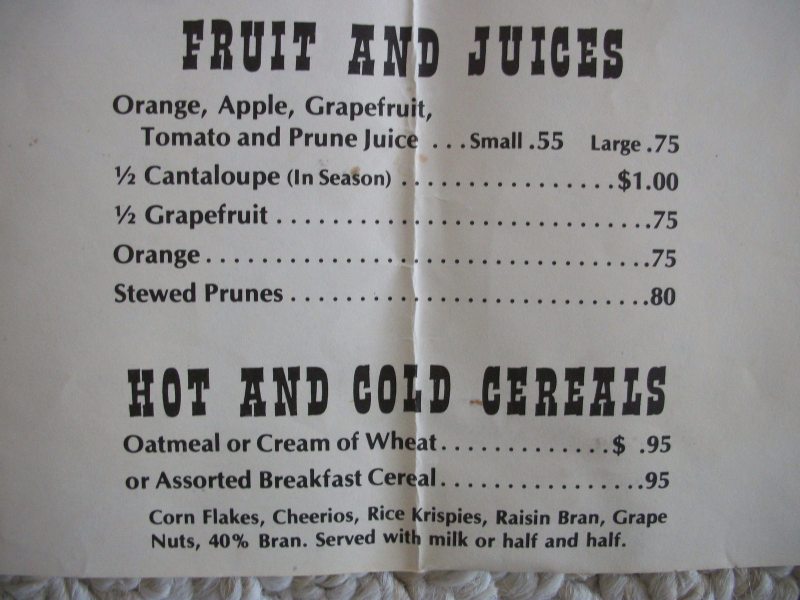 FRUIT AND JUICES
Orange, Apple, Grapefruit,
Tomato and Prune Juice ...Small .55 Large .75
½ Cantaloupe (In Season) ................$1.00
½ Grapefruit ..................................75
Orange........................................75
Stewed Prunes.................................80
HOT AND COLD CEREALS
Oatmeal or Cream of Wheat.............$ .95
or Assorted Breakfast Cereal.................95
Corn Flakes, Cheerios, Rice Krispies, Raisin Bran, Grape
Nuts, 40% Bran. Served with milk or half and half.